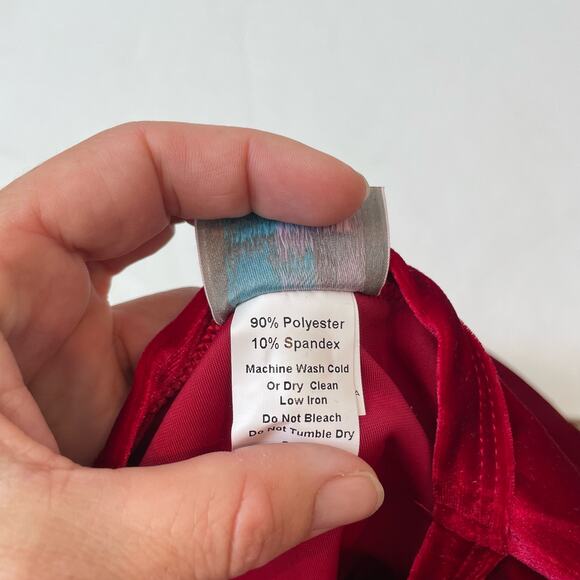 90% Polyester
10% Spandex
Machine Wash Cold
Or Dry Clean
Low Iron
Do Not Bleach
Do Not Tumble Dry